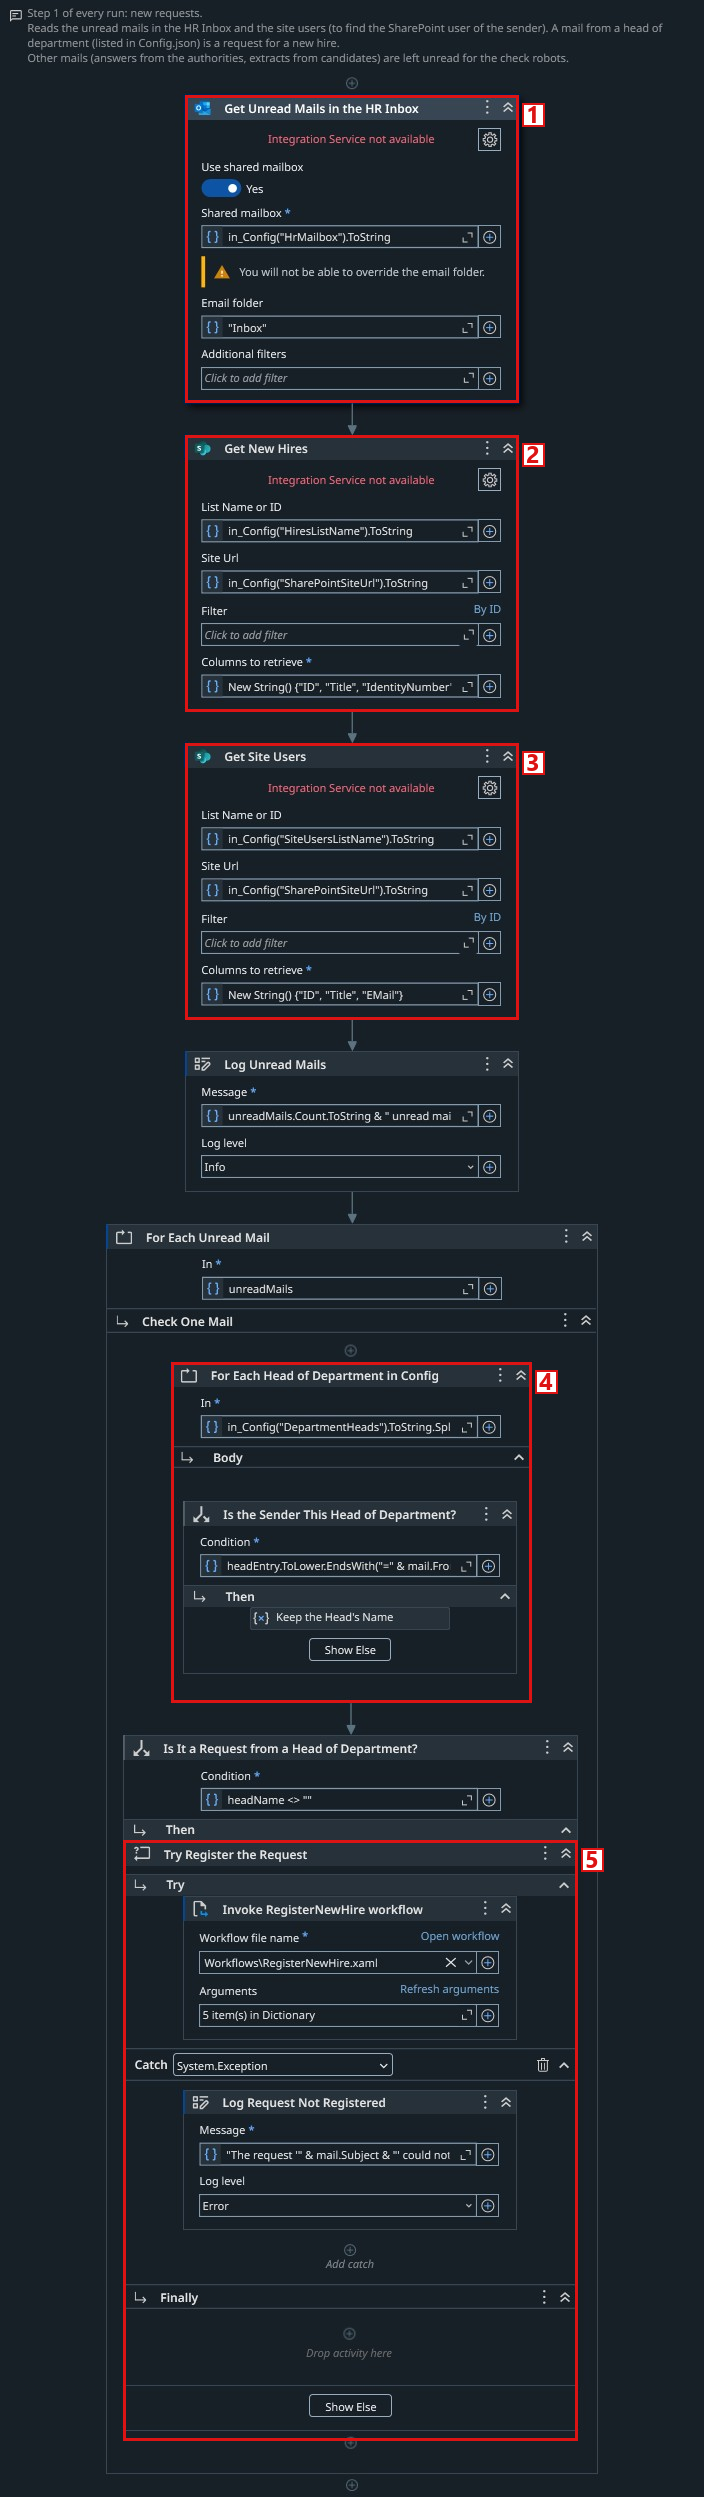 Step 1 of every run: new requests.
Reads the unread mails in the HR Inbox and the site users (to find the SharePoint user of the sender). A mail from a head of
department (listed in Config.json) is a request for a new hire.
Other mails (answers from the authorities, extracts from candidates) are left unread for the check robots.
Get Unread Mails in the HR Inbox
1
Integration Service not available
Use shared mailbox
Yes
Shared mailbox *
in_Config("HrMailbox").ToString
You will not be able to override the email folder.
Email folder
"Inbox"
Additional filters
Click to add filter
Get New Hires
2
Integration Service not available
List Name or ID
in_Config("HiresListName").ToString
Site Url
in_Config("SharePointSiteUrl").ToString
Filter By ID
Click to add filter
Columns to retrieve *
New String() {"ID", "Title", "IdentityNumber"
Get Site Users
3
Integration Service not available
List Name or ID
in_Config("SiteUsersListName").ToString
Site Url
in_Config("SharePointSiteUrl").ToString
Filter By ID
Click to add filter
Columns to retrieve *
New String() {"ID", "Title", "EMail"}
Log Unread Mails
Message *
unreadMails.Count.ToString & " unread mai
Log level
Info
For Each Unread Mail
In *
unreadMails
Check One Mail
For Each Head of Department in Config
4
In *
in_Config("DepartmentHeads").ToString.Spl
Body
Is the Sender This Head of Department?
Condition *
headEntry.ToLower.EndsWith("=" & mail.Fro
Then
{x} Keep the Head's Name
Show Else
Is It a Request from a Head of Department?
Condition *
headName <> ""
Then
Try Register the Request
5
Try
Invoke RegisterNewHire workflow
Workflow file name * Open workflow
Workflows\RegisterNewHire.xaml
Arguments Refresh arguments
5 item(s) in Dictionary
Catch System.Exception
Log Request Not Registered
Message *
"The request '" & mail.Subject & "' could not
Log level
Error
Add catch
Finally
Drop activity here
Show Else